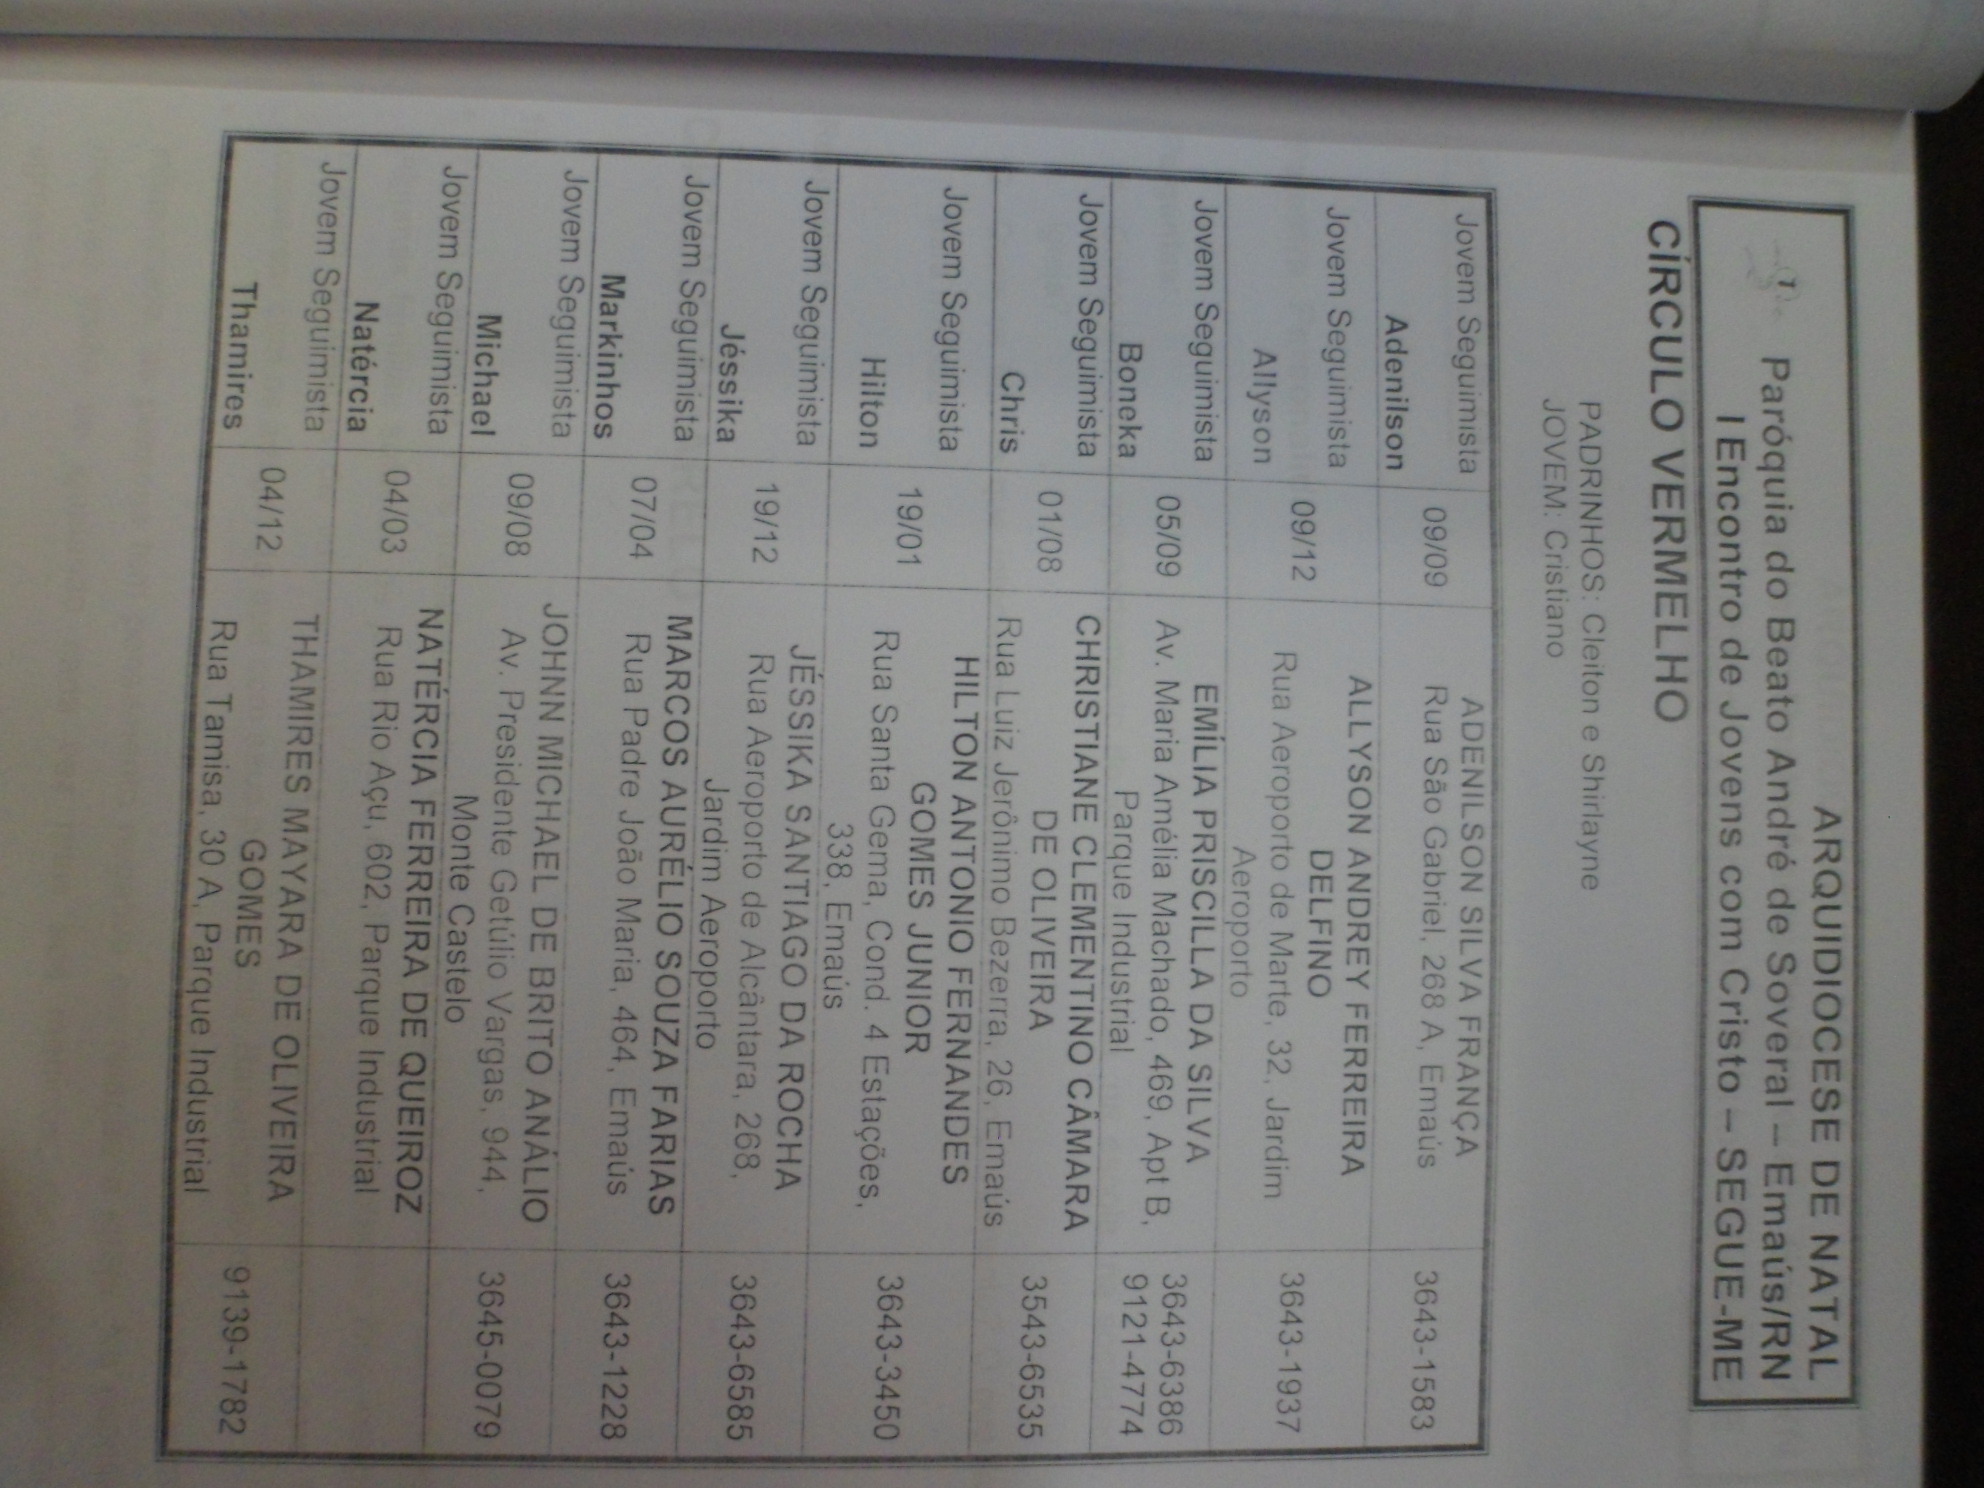 ARQUIDIOCESE DE NATAL
Paróquia do Beato André de Soveral – Emaús/RN
I Encontro de Jovens com Cristo – SEGUE-ME
CÍRCULO VERMELHO
PADRINHOS: Cleiton e Shirlayne
JOVEM: Cristiano
Jovem Seguimista
Adenilson
09/09
ADENILSON SILVA FRANÇA
Rua São Gabriel, 268 A, Emaús
3643-1583
Jovem Seguimista
Allyson
09/12
ALLYSON ANDREY FERREIRA
DELFINO
Rua Aeroporto de Marte, 32, Jardim
Aeroporto
3643-1937
Jovem Seguimista
Boneka
05/09
EMÍLIA PRISCILLA DA SILVA
Av. Maria Amélia Machado, 469, Apt B,
Parque Industrial
3643-6386
9121-4774
Jovem Seguimista
Chris
01/08
CHRISTIANE CLEMENTINO CÂMARA
DE OLIVEIRA
Rua Luiz Jerônimo Bezerra, 26, Emaús
3543-6535
Jovem Seguimista
Hilton
19/01
HILTON ANTONIO FERNANDES
GOMES JUNIOR
Rua Santa Gema, Cond. 4 Estações,
338, Emaús
3643-3450
Jovem Seguimista
Jéssika
19/12
JÉSSIKA SANTIAGO DA ROCHA
Rua Aeroporto de Alcântara, 268,
Jardim Aeroporto
3643-6585
Jovem Seguimista
Markinhos
07/04
MARCOS AURÉLIO SOUZA FARIAS
Rua Padre João Maria, 464, Emaús
3643-1228
Jovem Seguimista
Michael
09/08
JOHNN MICHAEL DE BRITO ANÁLIO
Av. Presidente Getúlio Vargas, 944,
Monte Castelo
3645-0079
Jovem Seguimista
Natércia
04/03
NATÉRCIA FERREIRA DE QUEIROZ
Rua Rio Açu, 602, Parque Industrial
Jovem Seguimista
Thamires
04/12
THAMIRES MAYARA DE OLIVEIRA
GOMES
Rua Tamisa, 30 A, Parque Industrial
9139-1782